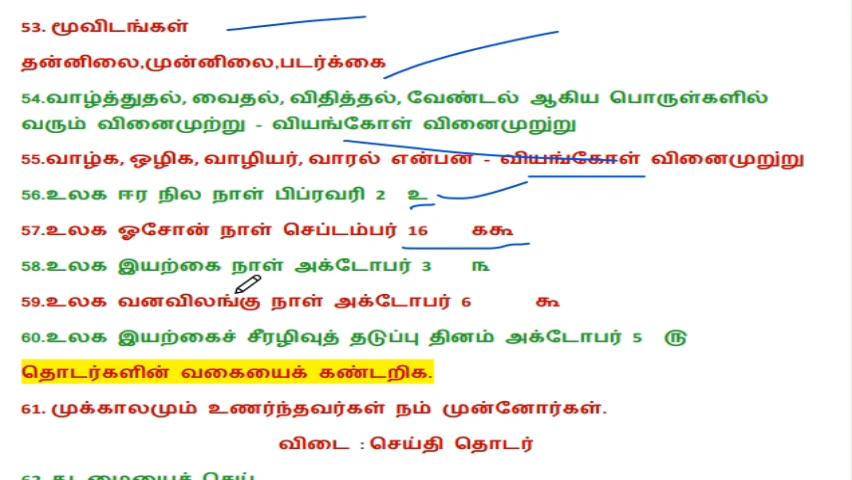 53. மூவிடங்கள்
தன்னிலை,முன்னிலை,படர்க்கை
54.வாழ்த்துதல், வைதல், விதித்தல், வேண்டல் ஆகிய பொருள்களில்
வரும் வினைமுற்று - வியங்கோள் வினைமுறுறு
55.வாழ்க, ஒழிக, வாழியர், வாரல் என்பன - வியங்கோள் வினைமுறுறு
56.உலக ஈர நில நாள் பிப்ரவரி 2 உ
57.உலக ஓசோன் நாள் செப்டம்பர் 16 ககூ
58.உலக இயற்கை நாள் அக்டோபர் 3 ௩
59.உலக வனவிலங்கு நாள் அக்டோபர் 6 கூ
60.உலக இயற்கைச் சீரழிவுத் தடுப்பு தினம் அக்டோபர் 5 ௫
தொடர்களின் வகையைக் கண்டறிக.
61. முக்காலமும் உணர்ந்தவர்கள் நம் முன்னோர்கள்.
விடை : செய்தி தொடர்